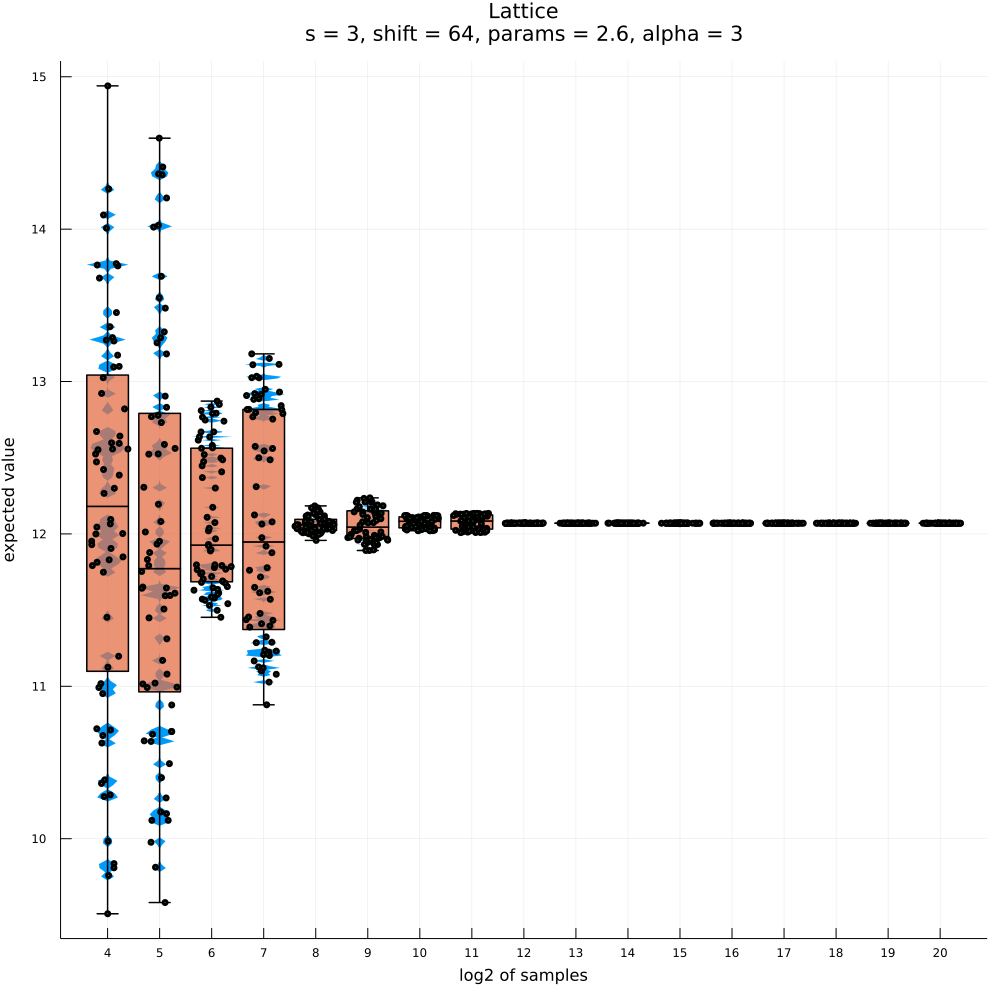 Lattice
s = 3, shift = 64, params = 2.6, alpha = 3
expected value
15
14
13
12
11
10
4 5 6 7 8 9 10 11 12 13 14 15 16 17 18 19 20
log2 of samples